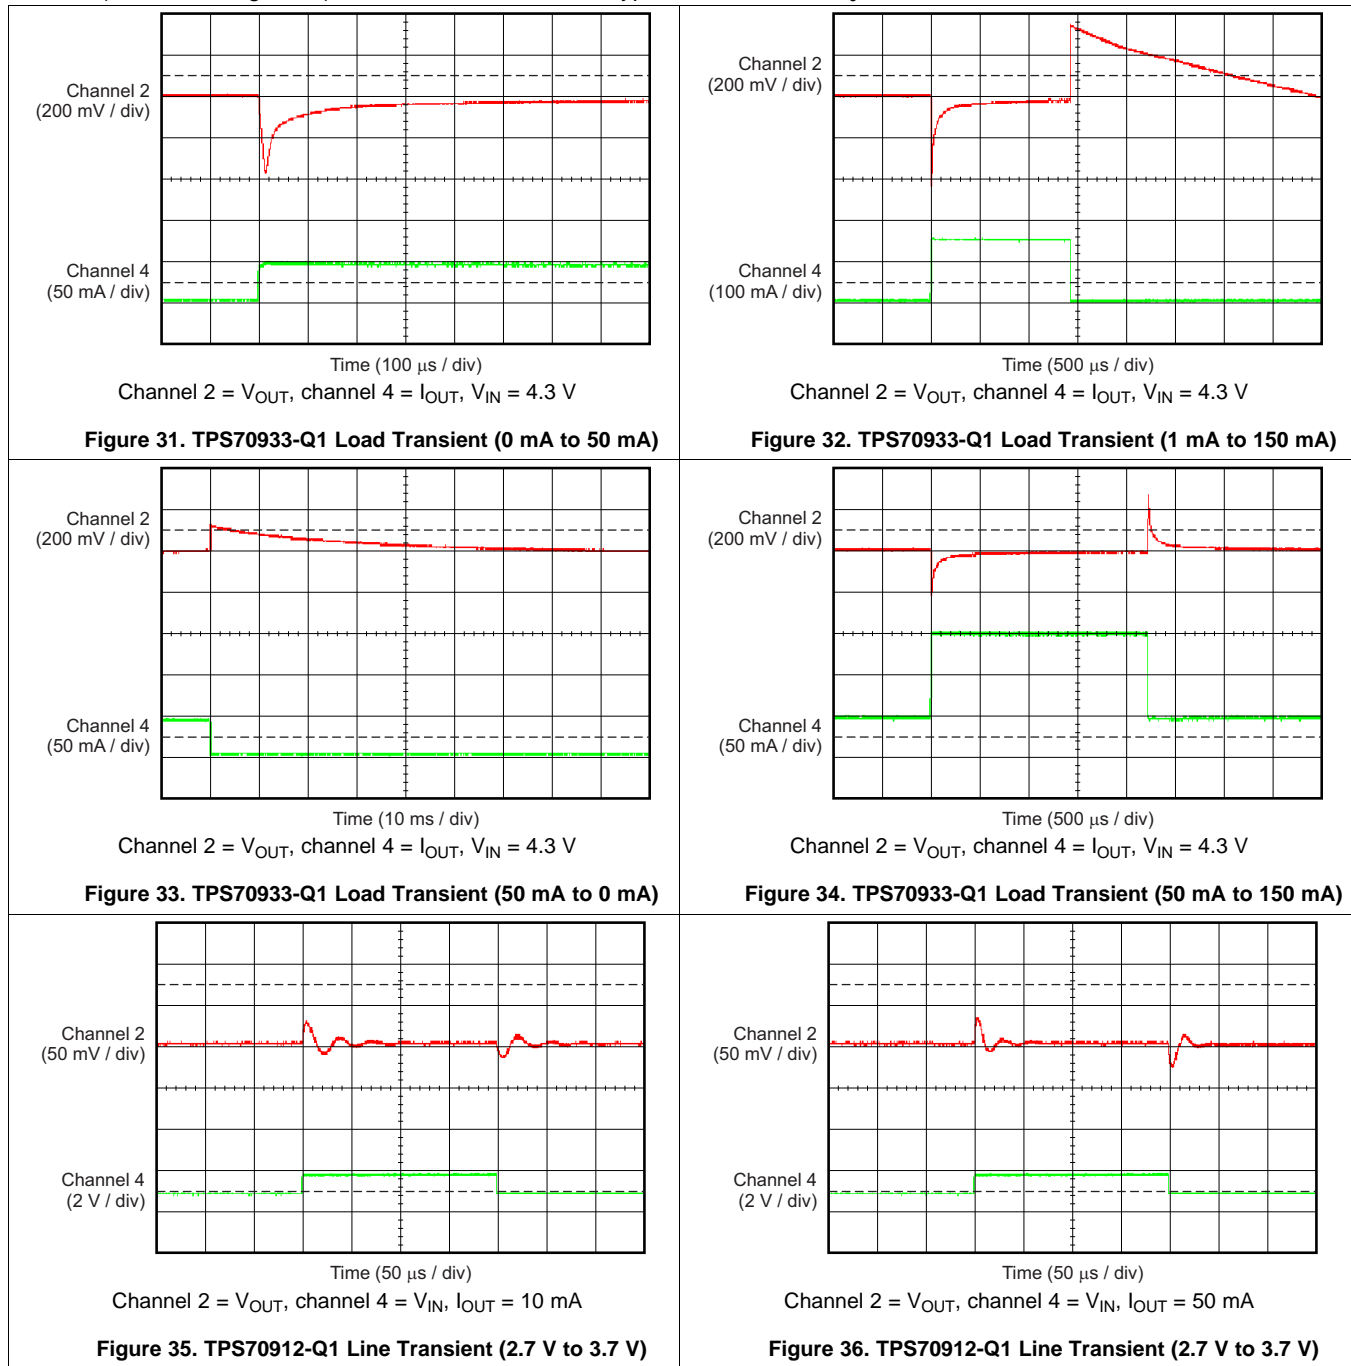 Channel 2
(200 mV / div)
Channel 4
(50 mA / div)
Time (100 μs / div)
Channel 2 = VOUT, channel 4 = IOUT, VIN = 4.3 V
Figure 31. TPS70933-Q1 Load Transient (0 mA to 50 mA)
Channel 2
(200 mV / div)
Channel 4
(100 mA / div)
Time (500 μs / div)
Channel 2 = VOUT, channel 4 = IOUT, VIN = 4.3 V
Figure 32. TPS70933-Q1 Load Transient (1 mA to 150 mA)
Channel 2
(200 mV / div)
Channel 4
(50 mA / div)
Time (10 ms / div)
Channel 2 = VOUT, channel 4 = IOUT, VIN = 4.3 V
Figure 33. TPS70933-Q1 Load Transient (50 mA to 0 mA)
Channel 2
(200 mV / div)
Channel 4
(50 mA / div)
Time (500 μs / div)
Channel 2 = VOUT, channel 4 = IOUT, VIN = 4.3 V
Figure 34. TPS70933-Q1 Load Transient (50 mA to 150 mA)
Channel 2
(50 mV / div)
Channel 4
(2 V / div)
Time (50 μs / div)
Channel 2 = VOUT, channel 4 = VIN, IOUT = 10 mA
Figure 35. TPS70912-Q1 Line Transient (2.7 V to 3.7 V)
Channel 2
(50 mV / div)
Channel 4
(2 V / div)
Time (50 μs / div)
Channel 2 = VOUT, channel 4 = VIN, IOUT = 50 mA
Figure 36. TPS70912-Q1 Line Transient (2.7 V to 3.7 V)